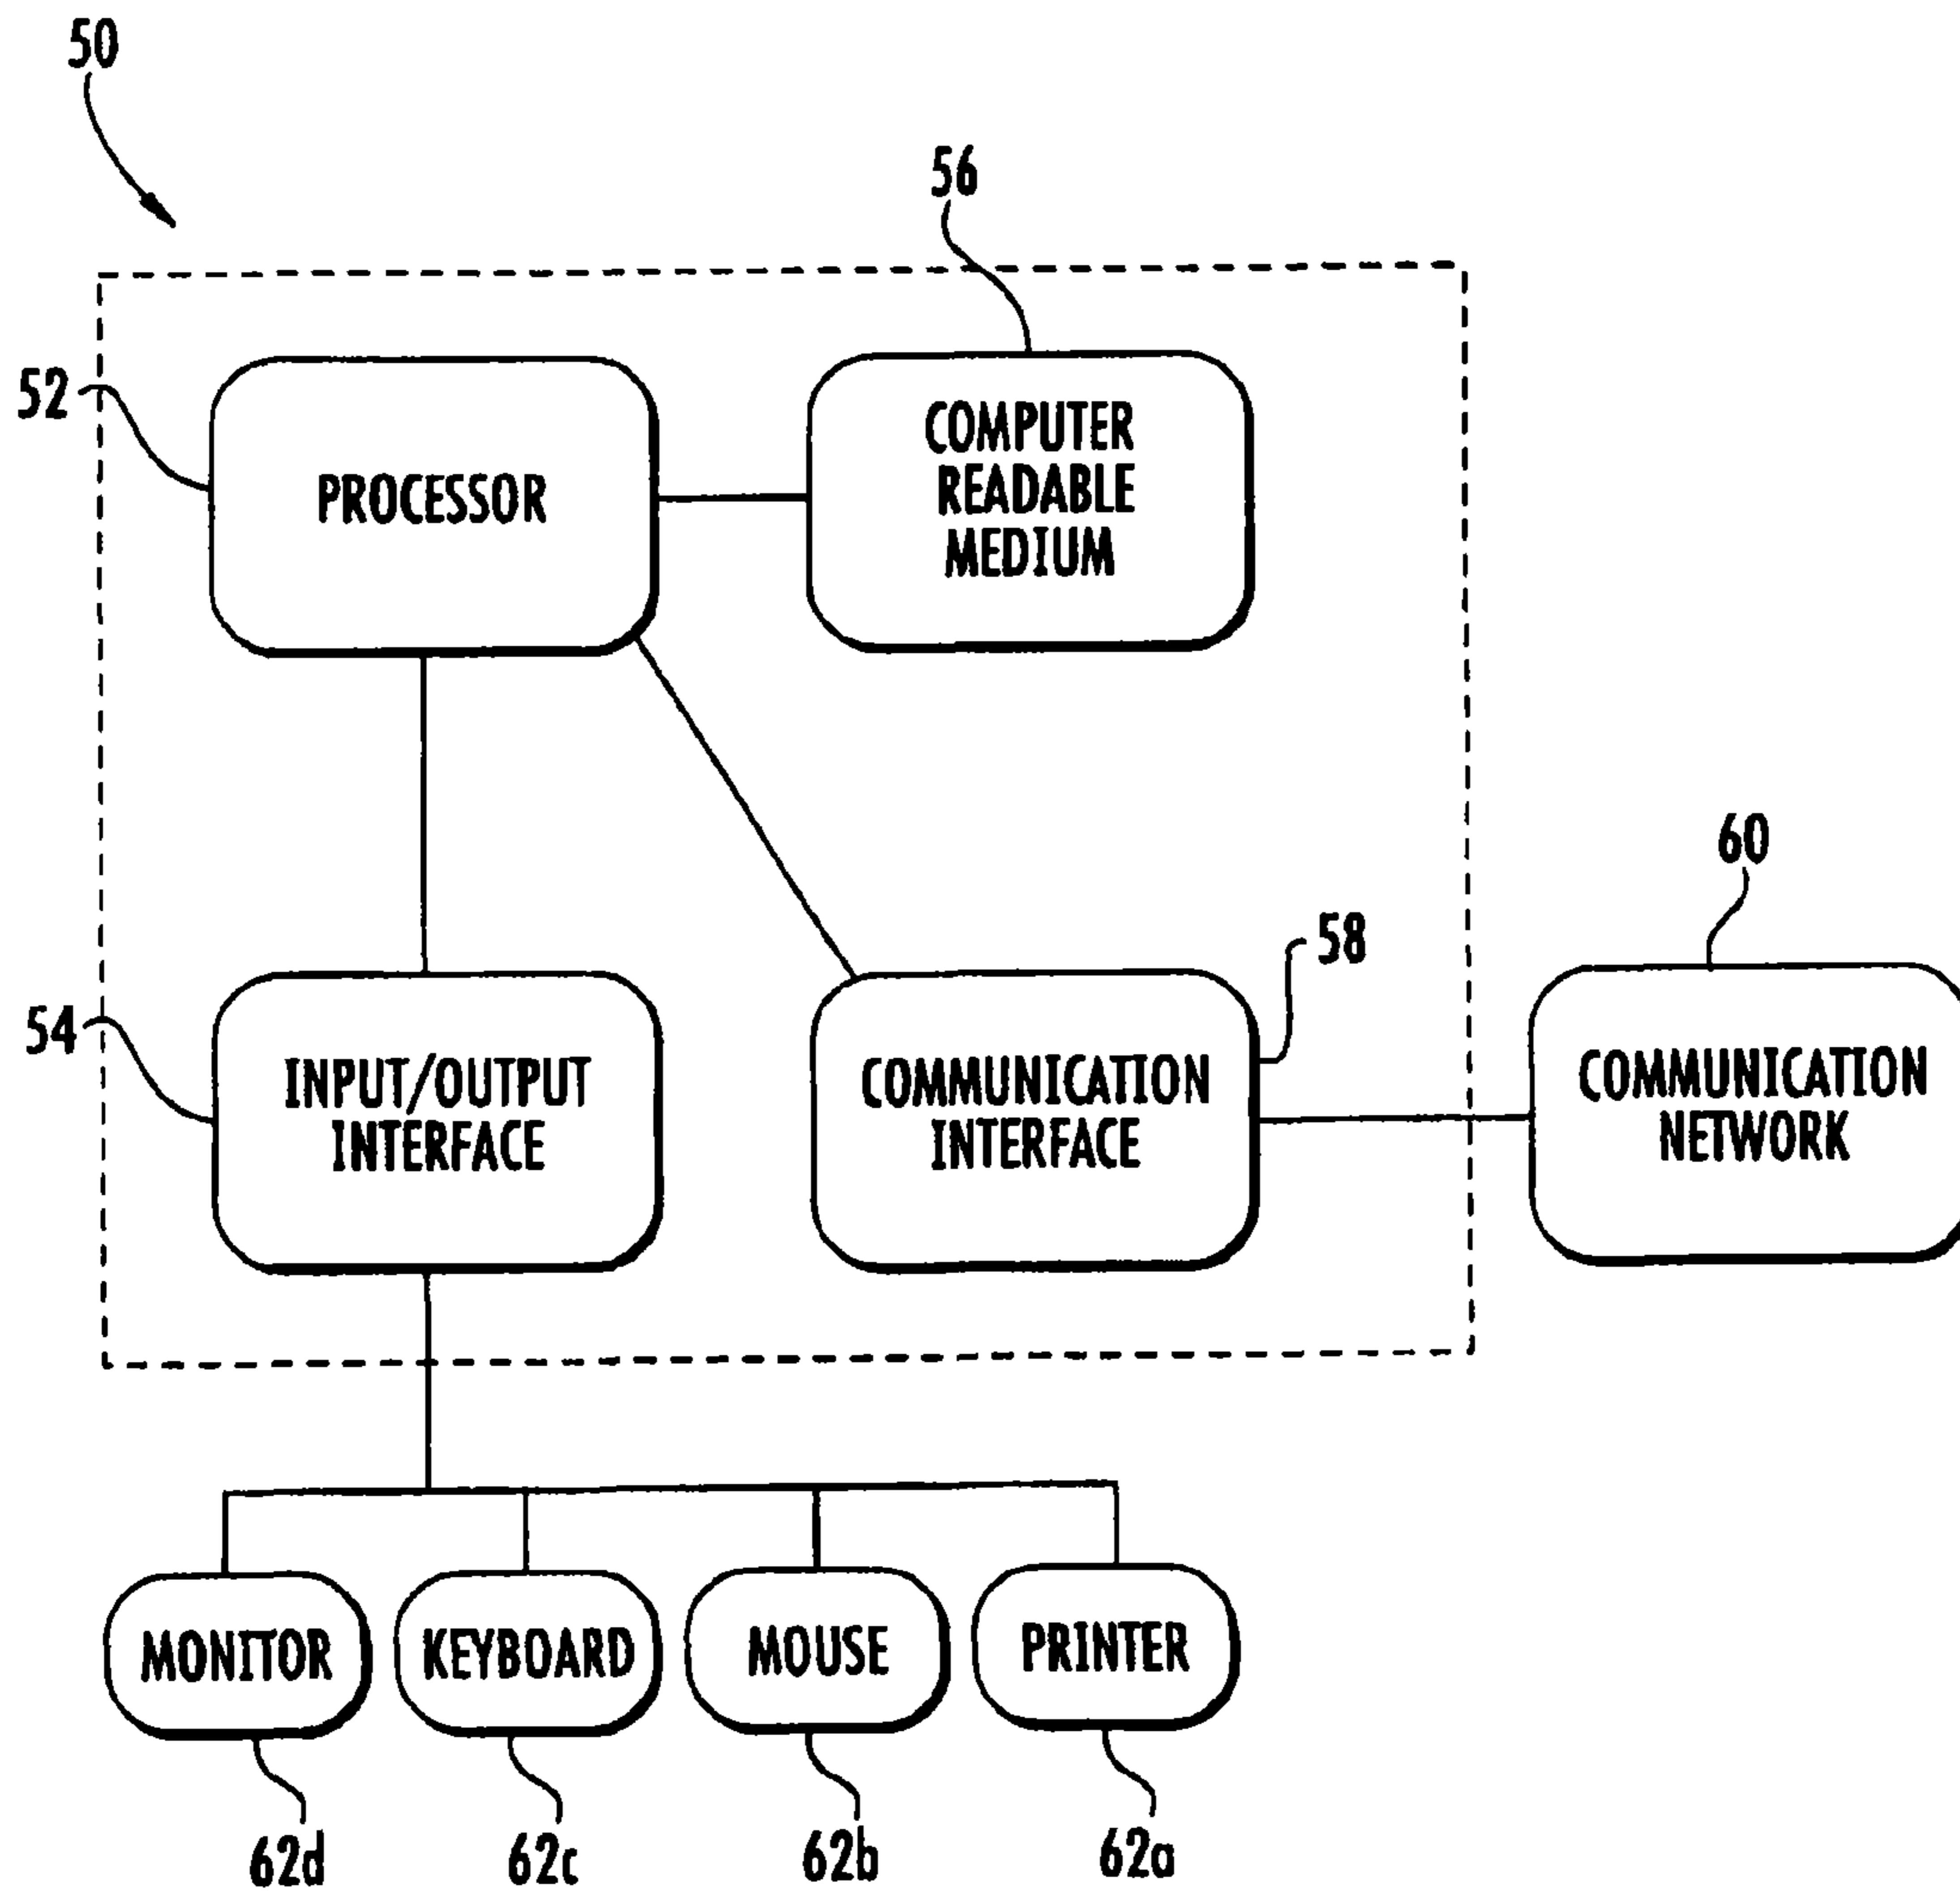 50
56
52
PROCESSOR
COMPUTER
READABLE
MEDIUM
60
58
54
INPUT/OUTPUT
INTERFACE
COMMUNICATION
INTERFACE
COMMUNICATION
NETWORK
MONITOR
KEYBOARD
MOUSE
PRINTER
62d
62c
62b
62a